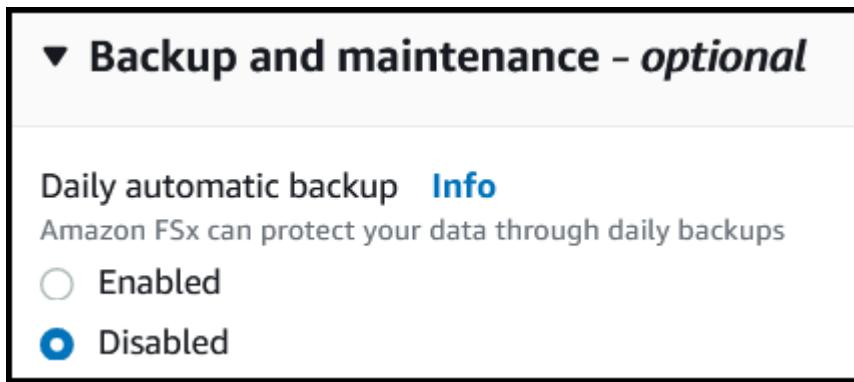 Backup and maintenance - optional
Daily automatic backup Info
Amazon FSx can protect your data through daily backups
Enabled
Disabled